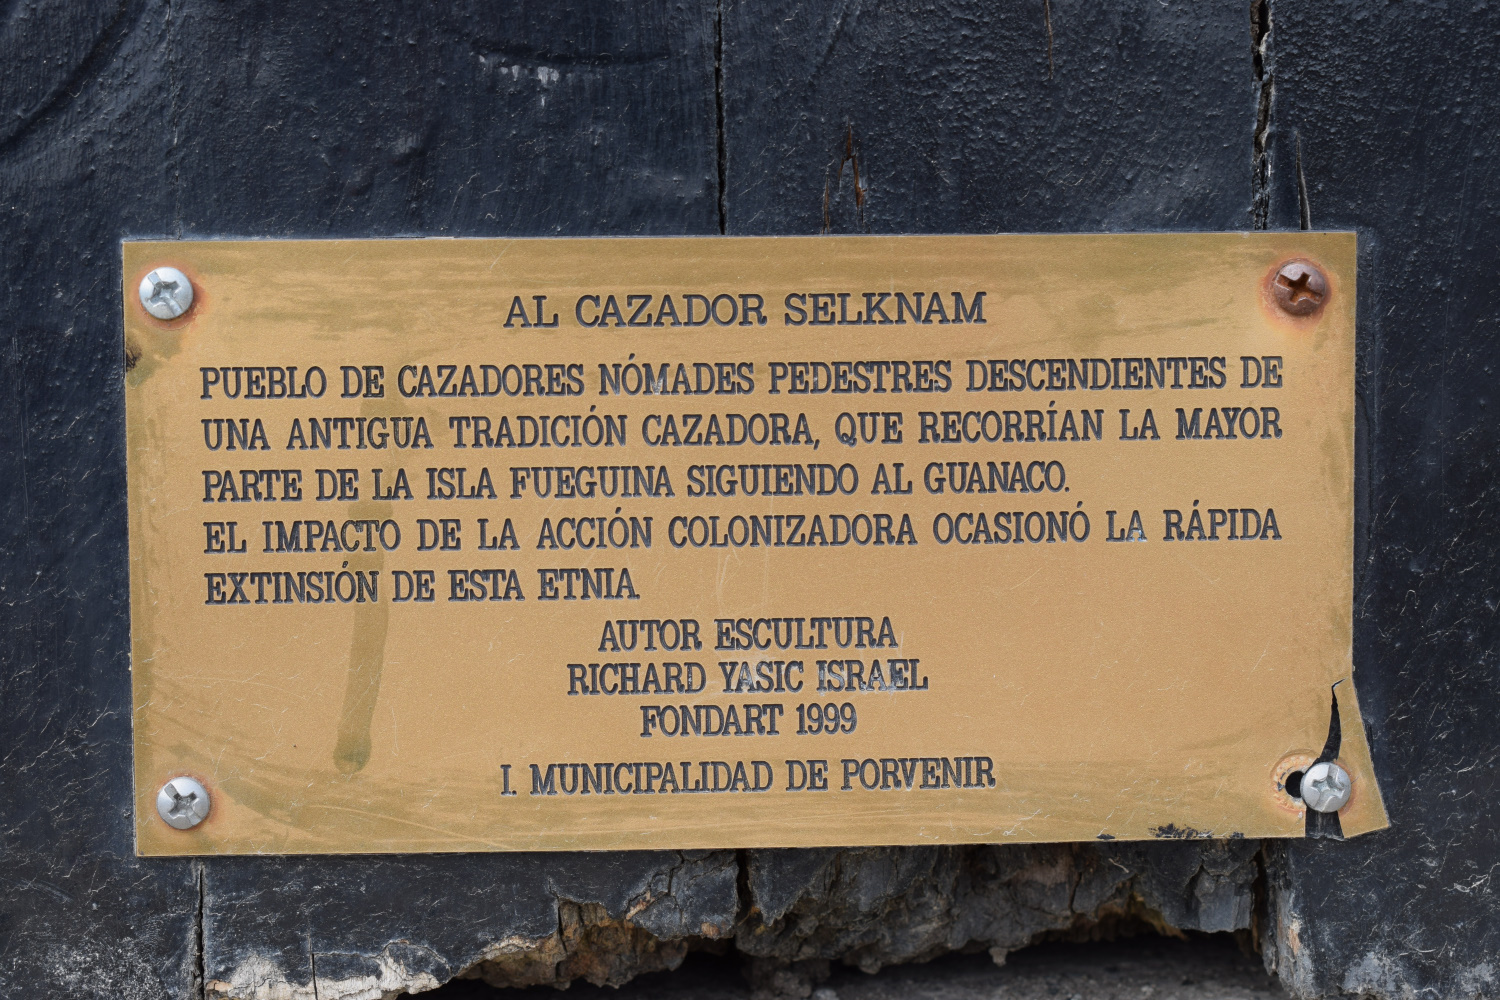 AL CAZADOR SELKNAM
PUEBLO DE CAZADORES NÓMADES PEDESTRES DESCENDIENTES DE
UNA ANTIGUA TRADICIÓN CAZADORA, QUE RECORRÍAN LA MAYOR
PARTE DE LA ISLA FUEGUINA SIGUIENDO AL GUANACO.
EL IMPACTO DE LA ACCIÓN COLONIZADORA OCASIONÓ LA RÁPIDA
EXTINSIÓN DE ESTA ETNIA.
AUTOR ESCULTURA
RICHARD YASIC ISRAEL
FONDART 1999
I. MUNICIPALIDAD DE PORVENIR